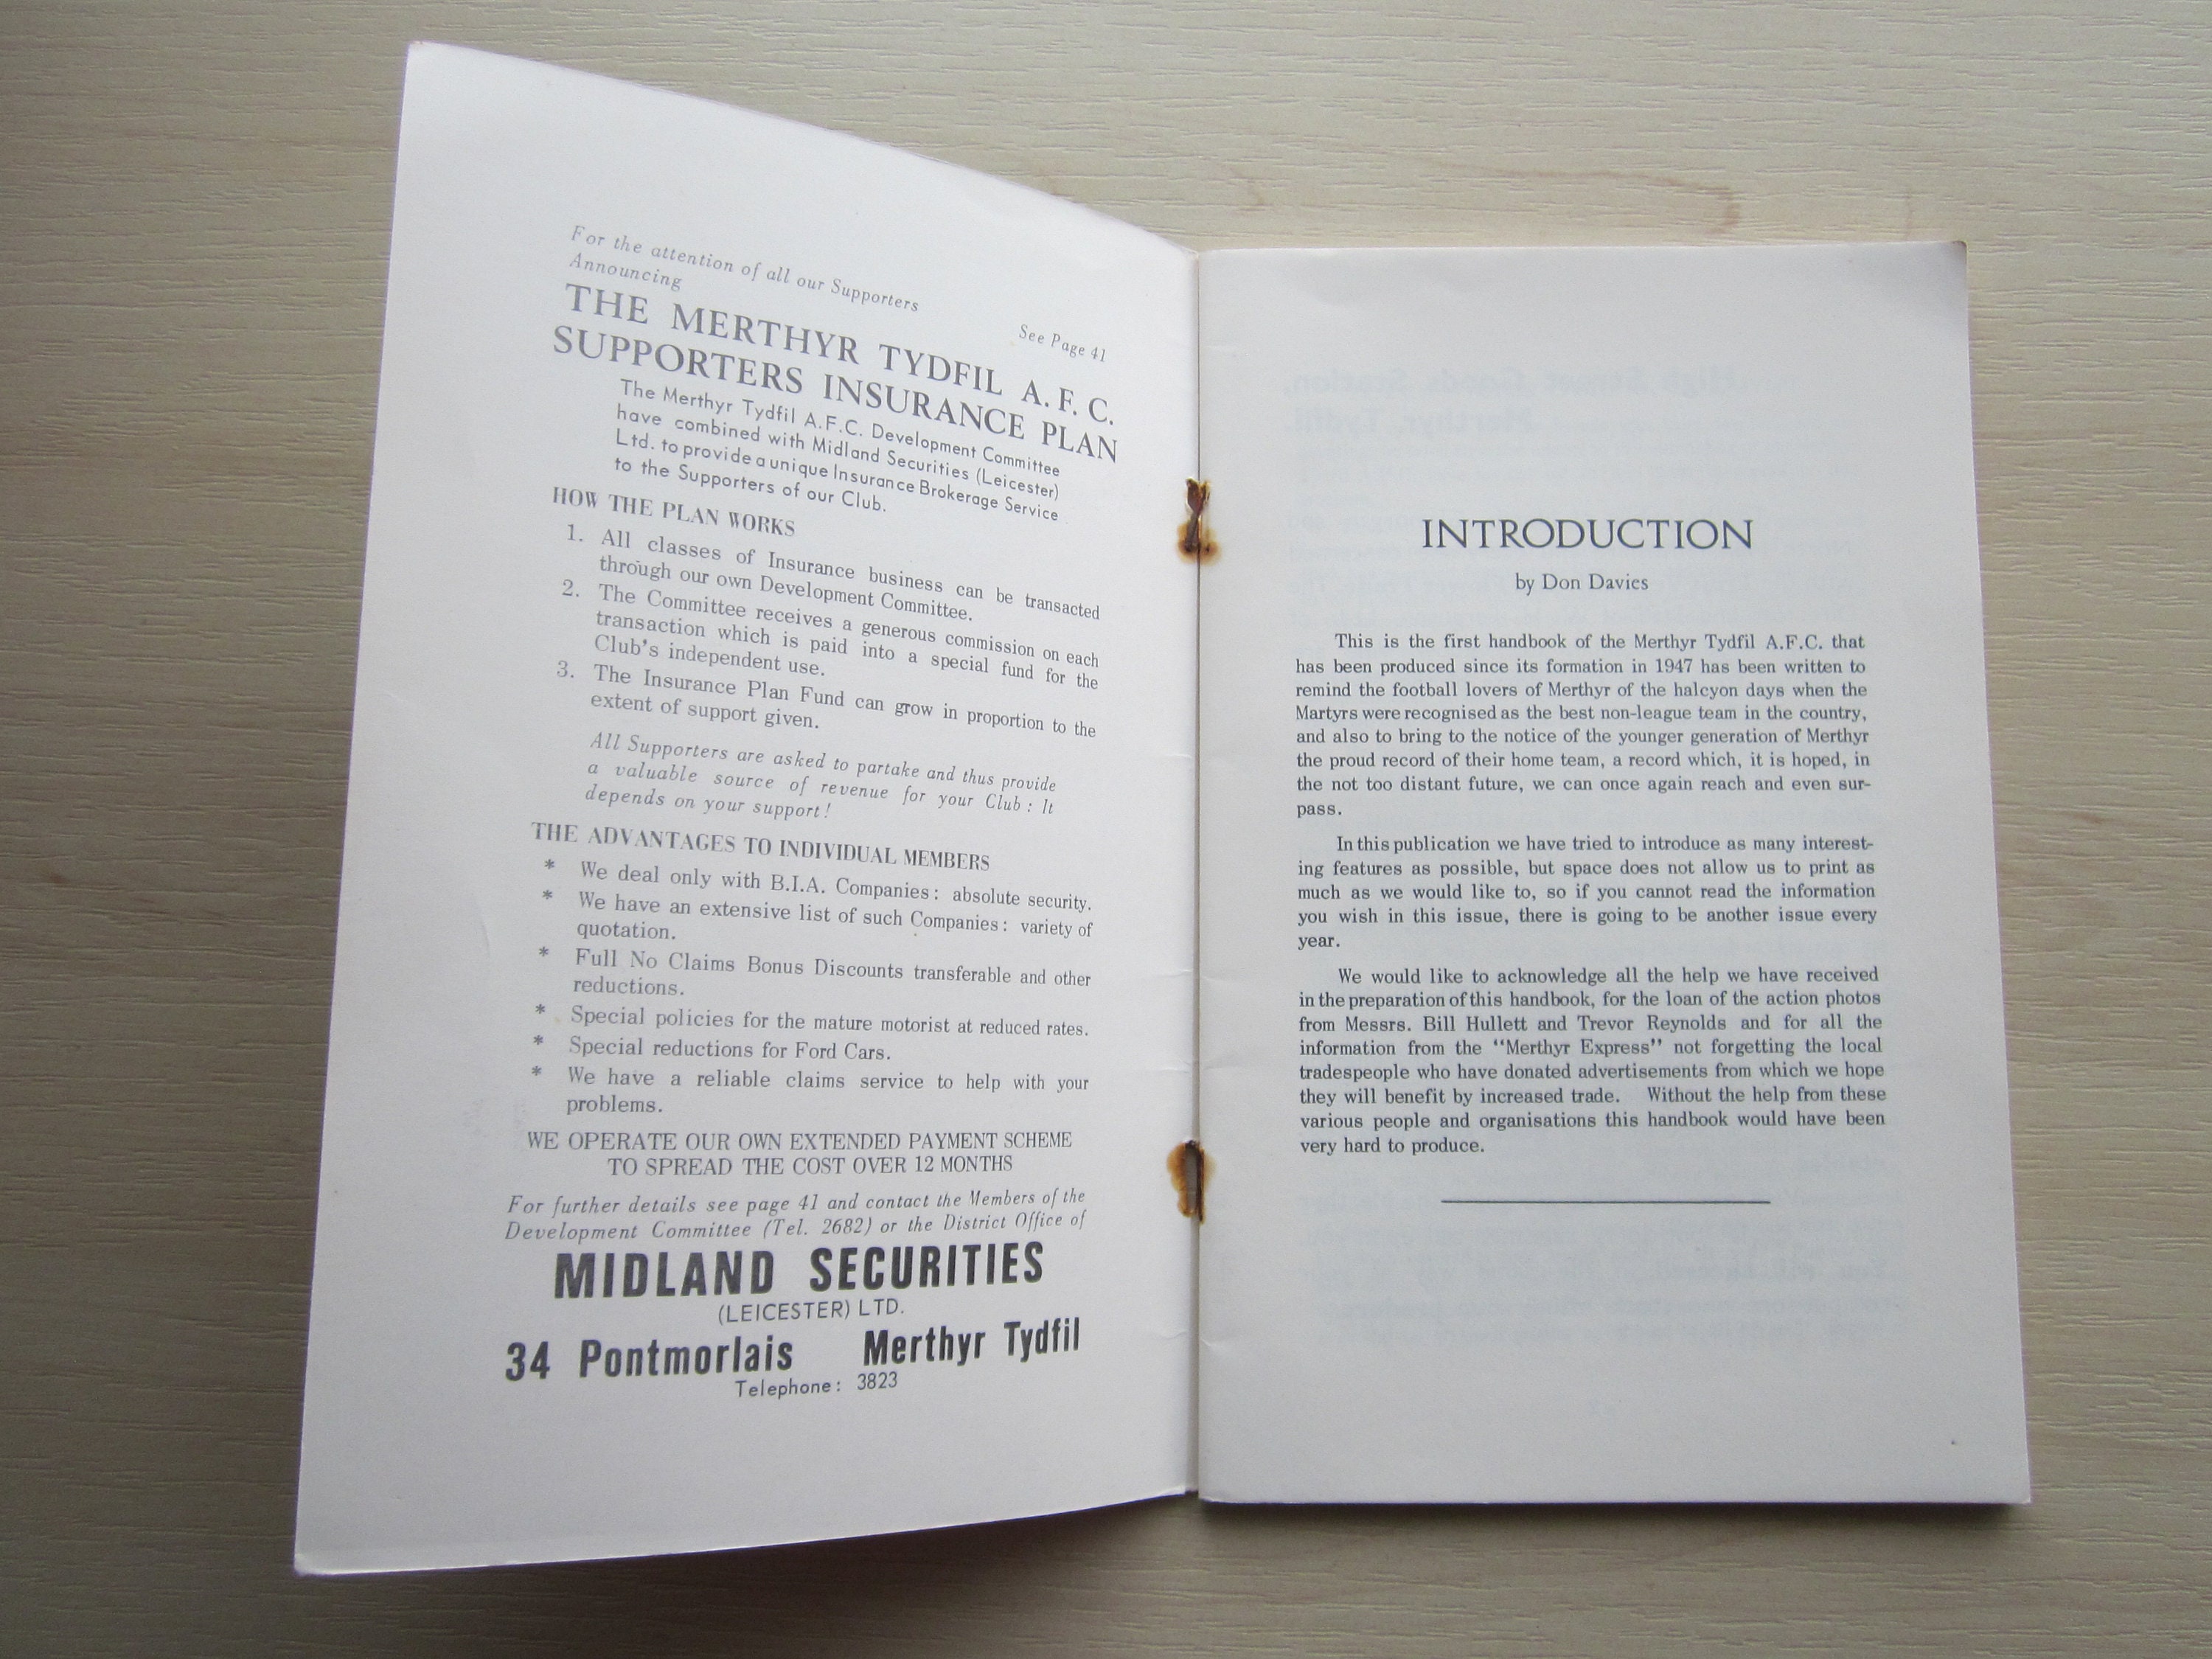 For the attention of all our Supporters
Announcing
See Page 41
THE MERTHYR TYDFIL A.F.C.
SUPPORTERS INSURANCE PLAN
The Merthyr Tydfil A.F.C. Development Committee
have combined with Midland Securities (Leicester)
Ltd. to provide a unique Insurance Brokerage Service
to the Supporters of our Club.
HOW THE PLAN WORKS
1. All classes of Insurance business can be transacted
through our own Development Committee.
2. The Committee receives a generous commission on each
transaction which is paid into a special fund for the
Club's independent use.
3. The Insurance Plan Fund can grow in proportion to the
extent of support given.
All Supporters are asked to partake and thus provide
a valuable source of revenue for your Club: It
depends on your support!
THE ADVANTAGES TO INDIVIDUAL MEMBERS
* We deal only with B.I.A. Companies: absolute security.
* We have an extensive list of such Companies: variety of
quotation.
* Full No Claims Bonus Discounts transferable and other
reductions.
* Special policies for the mature motorist at reduced rates.
* Special reductions for Ford Cars.
* We have a reliable claims service to help with your
problems.
WE OPERATE OUR OWN EXTENDED PAYMENT SCHEME
TO SPREAD THE COST OVER 12 MONTHS
For further details see page 41 and contact the Members of the
Development Committee (Tel. 2682) or the District Office of
MIDLAND SECURITIES
(LEICESTER) LTD.
34 Pontmorlais Merthyr Tydfil
Telephone: 3823
INTRODUCTION
by Don Davies
This is the first handbook of the Merthyr Tydfil A.F.C. that
has been produced since its formation in 1947 has been written to
remind the football lovers of Merthyr of the halcyon days when the
Martyrs were recognised as the best non-league team in the country,
and also to bring to the notice of the younger generation of Merthyr
the proud record of their home team, a record which, it is hoped, in
the not too distant future, we can once again reach and even sur-
pass.
In this publication we have tried to introduce as many interest-
ing features as possible, but space does not allow us to print as
much as we would like to, so if you cannot read the information
you wish in this issue, there is going to be another issue every
year.
We would like to acknowledge all the help we have received
in the preparation of this handbook, for the loan of the action photos
from Messrs. Bill Hullett and Trevor Reynolds and for all the
information from the "Merthyr Express" not forgetting the local
tradespeople who have donated advertisements from which we hope
they will benefit by increased trade. Without the help from these
various people and organisations this handbook would have been
very hard to produce.